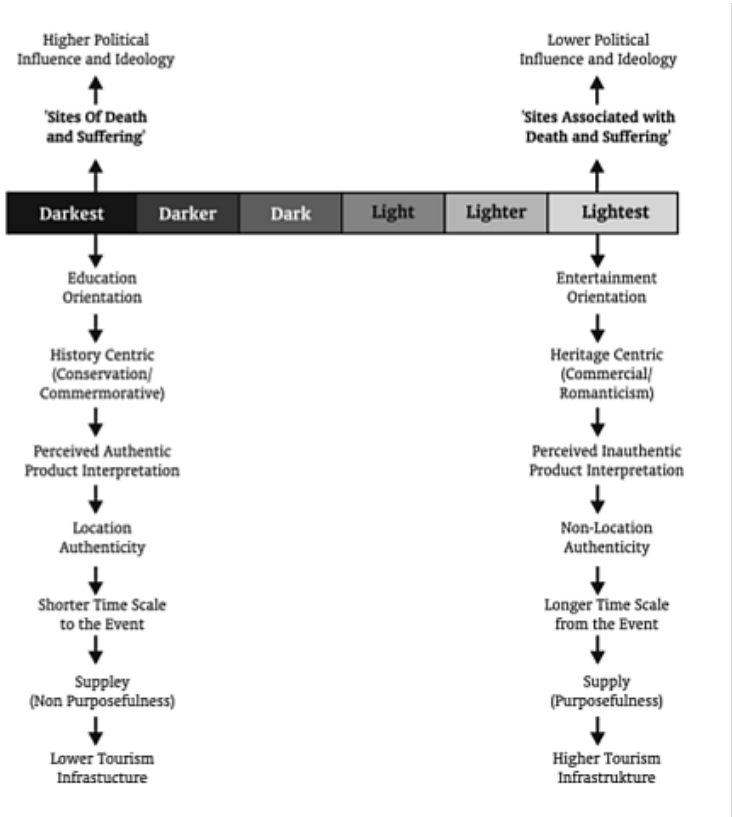 Higher Political
Influence and Ideology
Lower Political
Influence and Ideology
'Sites Of Death
and Suffering'
'Sites Associated with
Death and Suffering'
Darkest Darker Dark Light Lighter Lightest
Education
Orientation
Entertainment
Orientation
History Centric
(Conservation/
Commermorative)
Heritage Centric
(Commercial/
Romanticism)
Perceived Authentic
Product Interpretation
Perceived Inauthentic
Product Interpretation
Location
Authenticity
Non-Location
Authenticity
Shorter Time Scale
to the Event
Longer Time Scale
from the Event
Suppley
(Non Purposefulness)
Supply
(Purposefulness)
Lower Tourism
Infrastucture
Higher Tourism
Infrastrukture